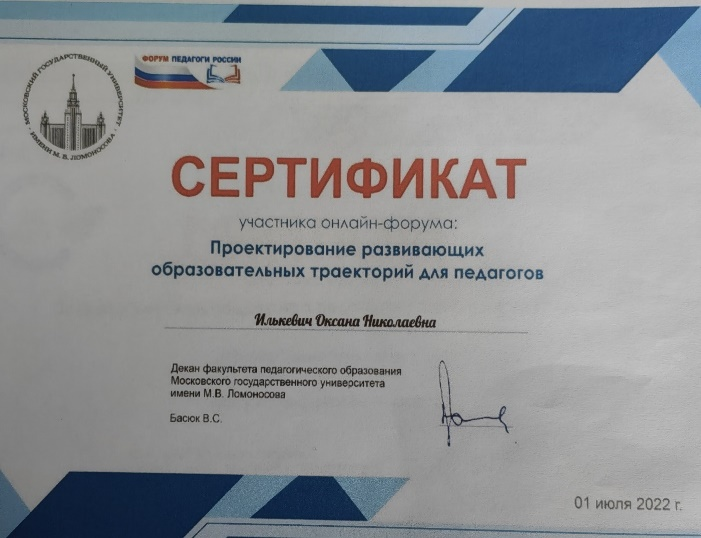 МОСКОВСКИЙ ГОСУДАРСТВЕННЫЙ УНИВЕРСИТЕТ
ИМЕНИ М. В. ЛОМОНОСОВА
ФОРУМ ПЕДАГОГИ РОССИИ
СЕРТИФИКАТ
участника онлайн-форума:
Проектирование развивающих
образовательных траекторий для педагогов
Илькевич Оксана Николаевна
Декан факультета педагогического образования
Московского государственного университета
имени М.В. Ломоносова
Басюк В.С.
01 июля 2022 г.